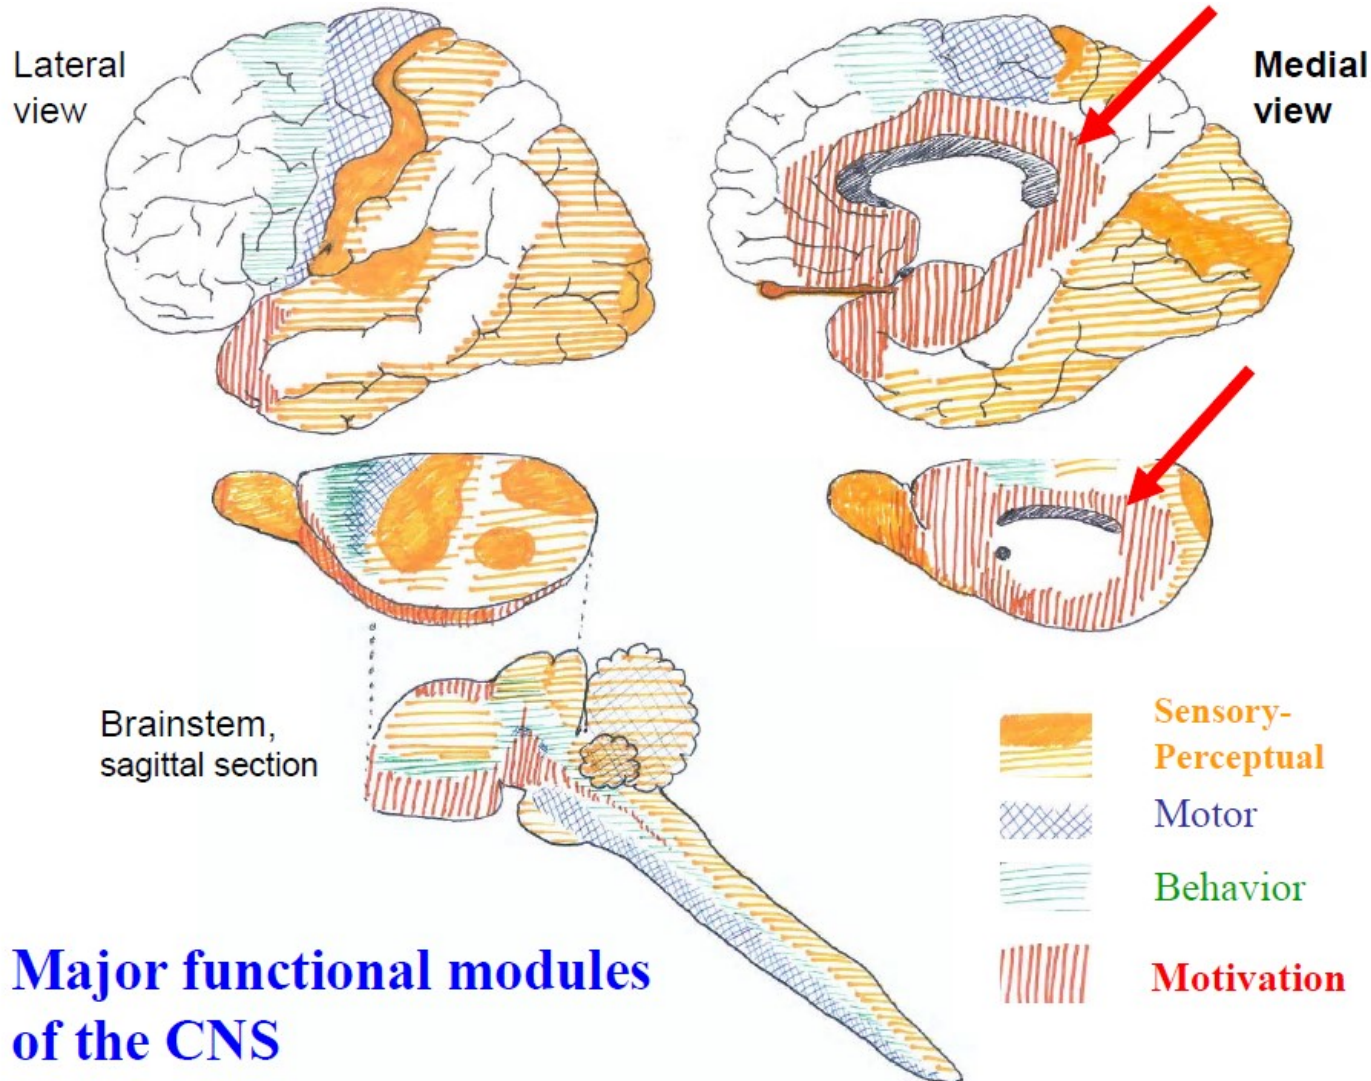 Lateral
view
Medial
view
Brainstem,
sagittal section
Sensory-
Perceptual
Motor
Behavior
Motivation
Major functional modules
of the CNS